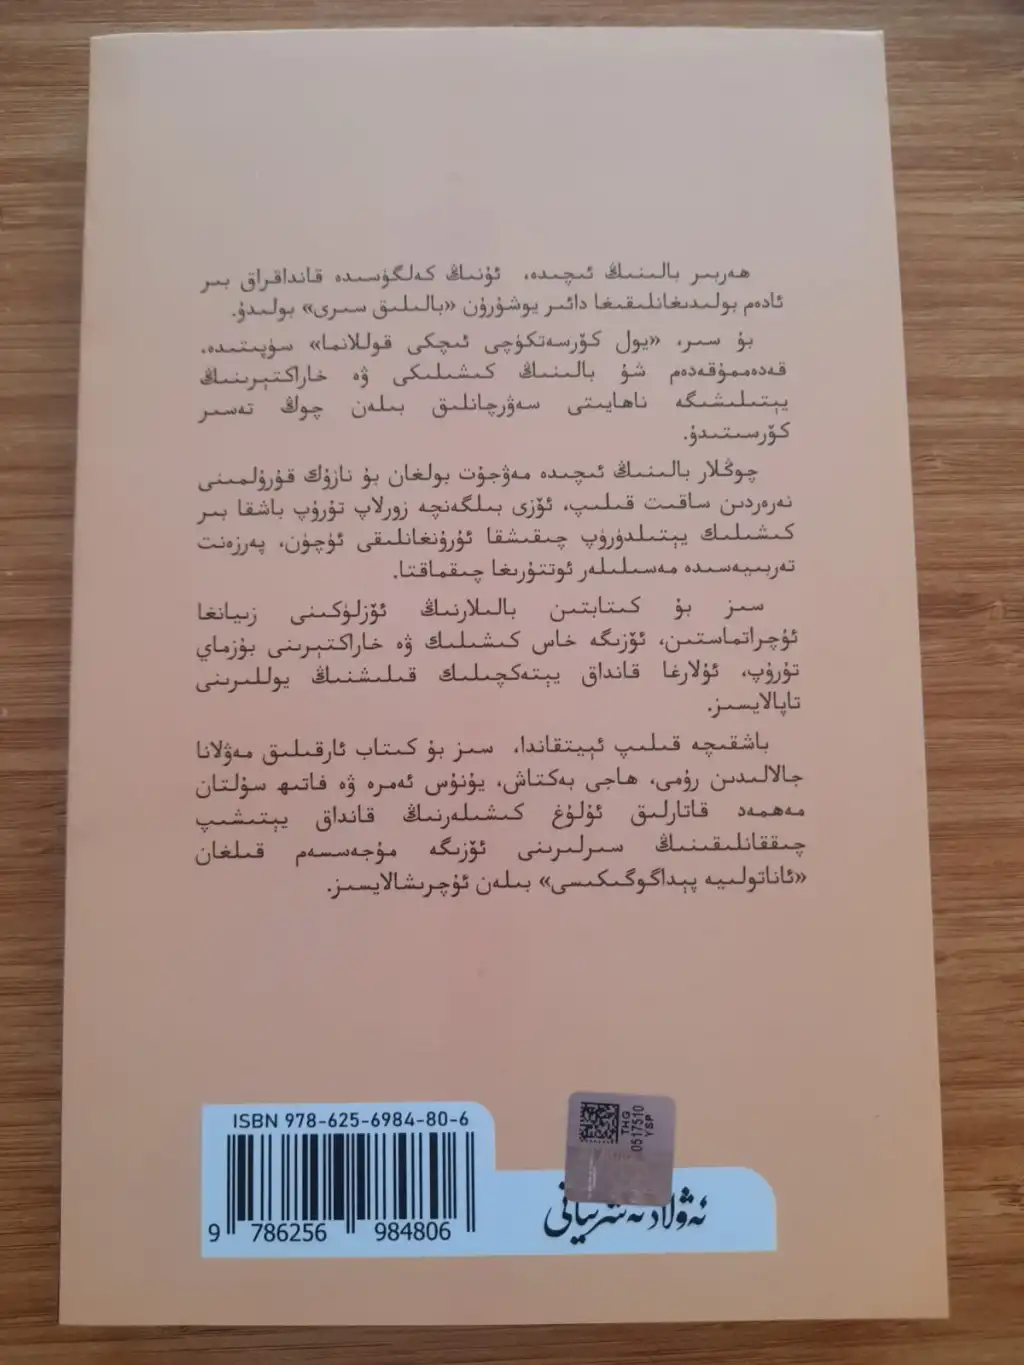 ھەربىر بالىنىڭ ئىچىدە، ئۇنىڭ كەلگۈسىدە قانداقراق بىر
ئادەم بولىدىغانلىقىغا دائىر يوشۇرۇن «بالىلىق سىرى» بولىدۇ.
بۇ سىر، «يول كۆرسەتكۈچى ئىچكى قوللانما» سۈپىتىدە،
قەدەممۇقەدەم شۇ بالىنىڭ كىشىلىكى ۋە خاراكتېرىنىڭ
يېتىلىشىگە ناھايىتى سەۋرچانلىق بىلەن چوڭ تەسىر
كۆرسىتىدۇ.
چوڭلار بالىنىڭ ئىچىدە مەۋجۇت بولغان بۇ نازۇك قۇرۇلمىنى
نەزەردىن ساقىت قىلىپ، ئۆزى بىلگەنچە زورلاپ تۇرۇپ باشقا بىر
كىشىلىك يېتىلدۈرۈپ چىقىشقا ئۇرۇنغانلىقى ئۈچۈن، پەرزەنت
تەربىيەسىدە مەسىلىلەر ئوتتۇرىغا چىقماقتا.
سىز بۇ كىتابتىن بالىلارنىڭ ئۆزلۈكىنى زىيانغا
ئۇچراتماستىن، ئۆزىگە خاس كىشىلىك ۋە خاراكتېرىنى بۇزماي
تۇرۇپ، ئۇلارغا قانداق يېتەكچىلىك قىلىشنىڭ يوللىرىنى
تاپالايسىز.
باشقىچە قىلىپ ئېيتقاندا، سىز بۇ كىتاب ئارقىلىق مەۋلانا
جالالىدىن رۇمى، ھاجى بەكتاش، يۇنۇس ئەمرە ۋە فاتىھ سۇلتان
مەھمەد قاتارلىق ئۇلۇغ كىشىلەرنىڭ قانداق يېتىشىپ
چىققانلىقىنىڭ سىرلىرىنى ئۆزىگە مۇجەسسەم قىلغان
«ئاناتولىيە پېداگوگىكىسى» بىلەن ئۇچرىشالايسىز.
ISBN 978-625-6984-80-6
9 786256 984806
THG
0517510
YSP
ئەۋلاد نەشرىياتى